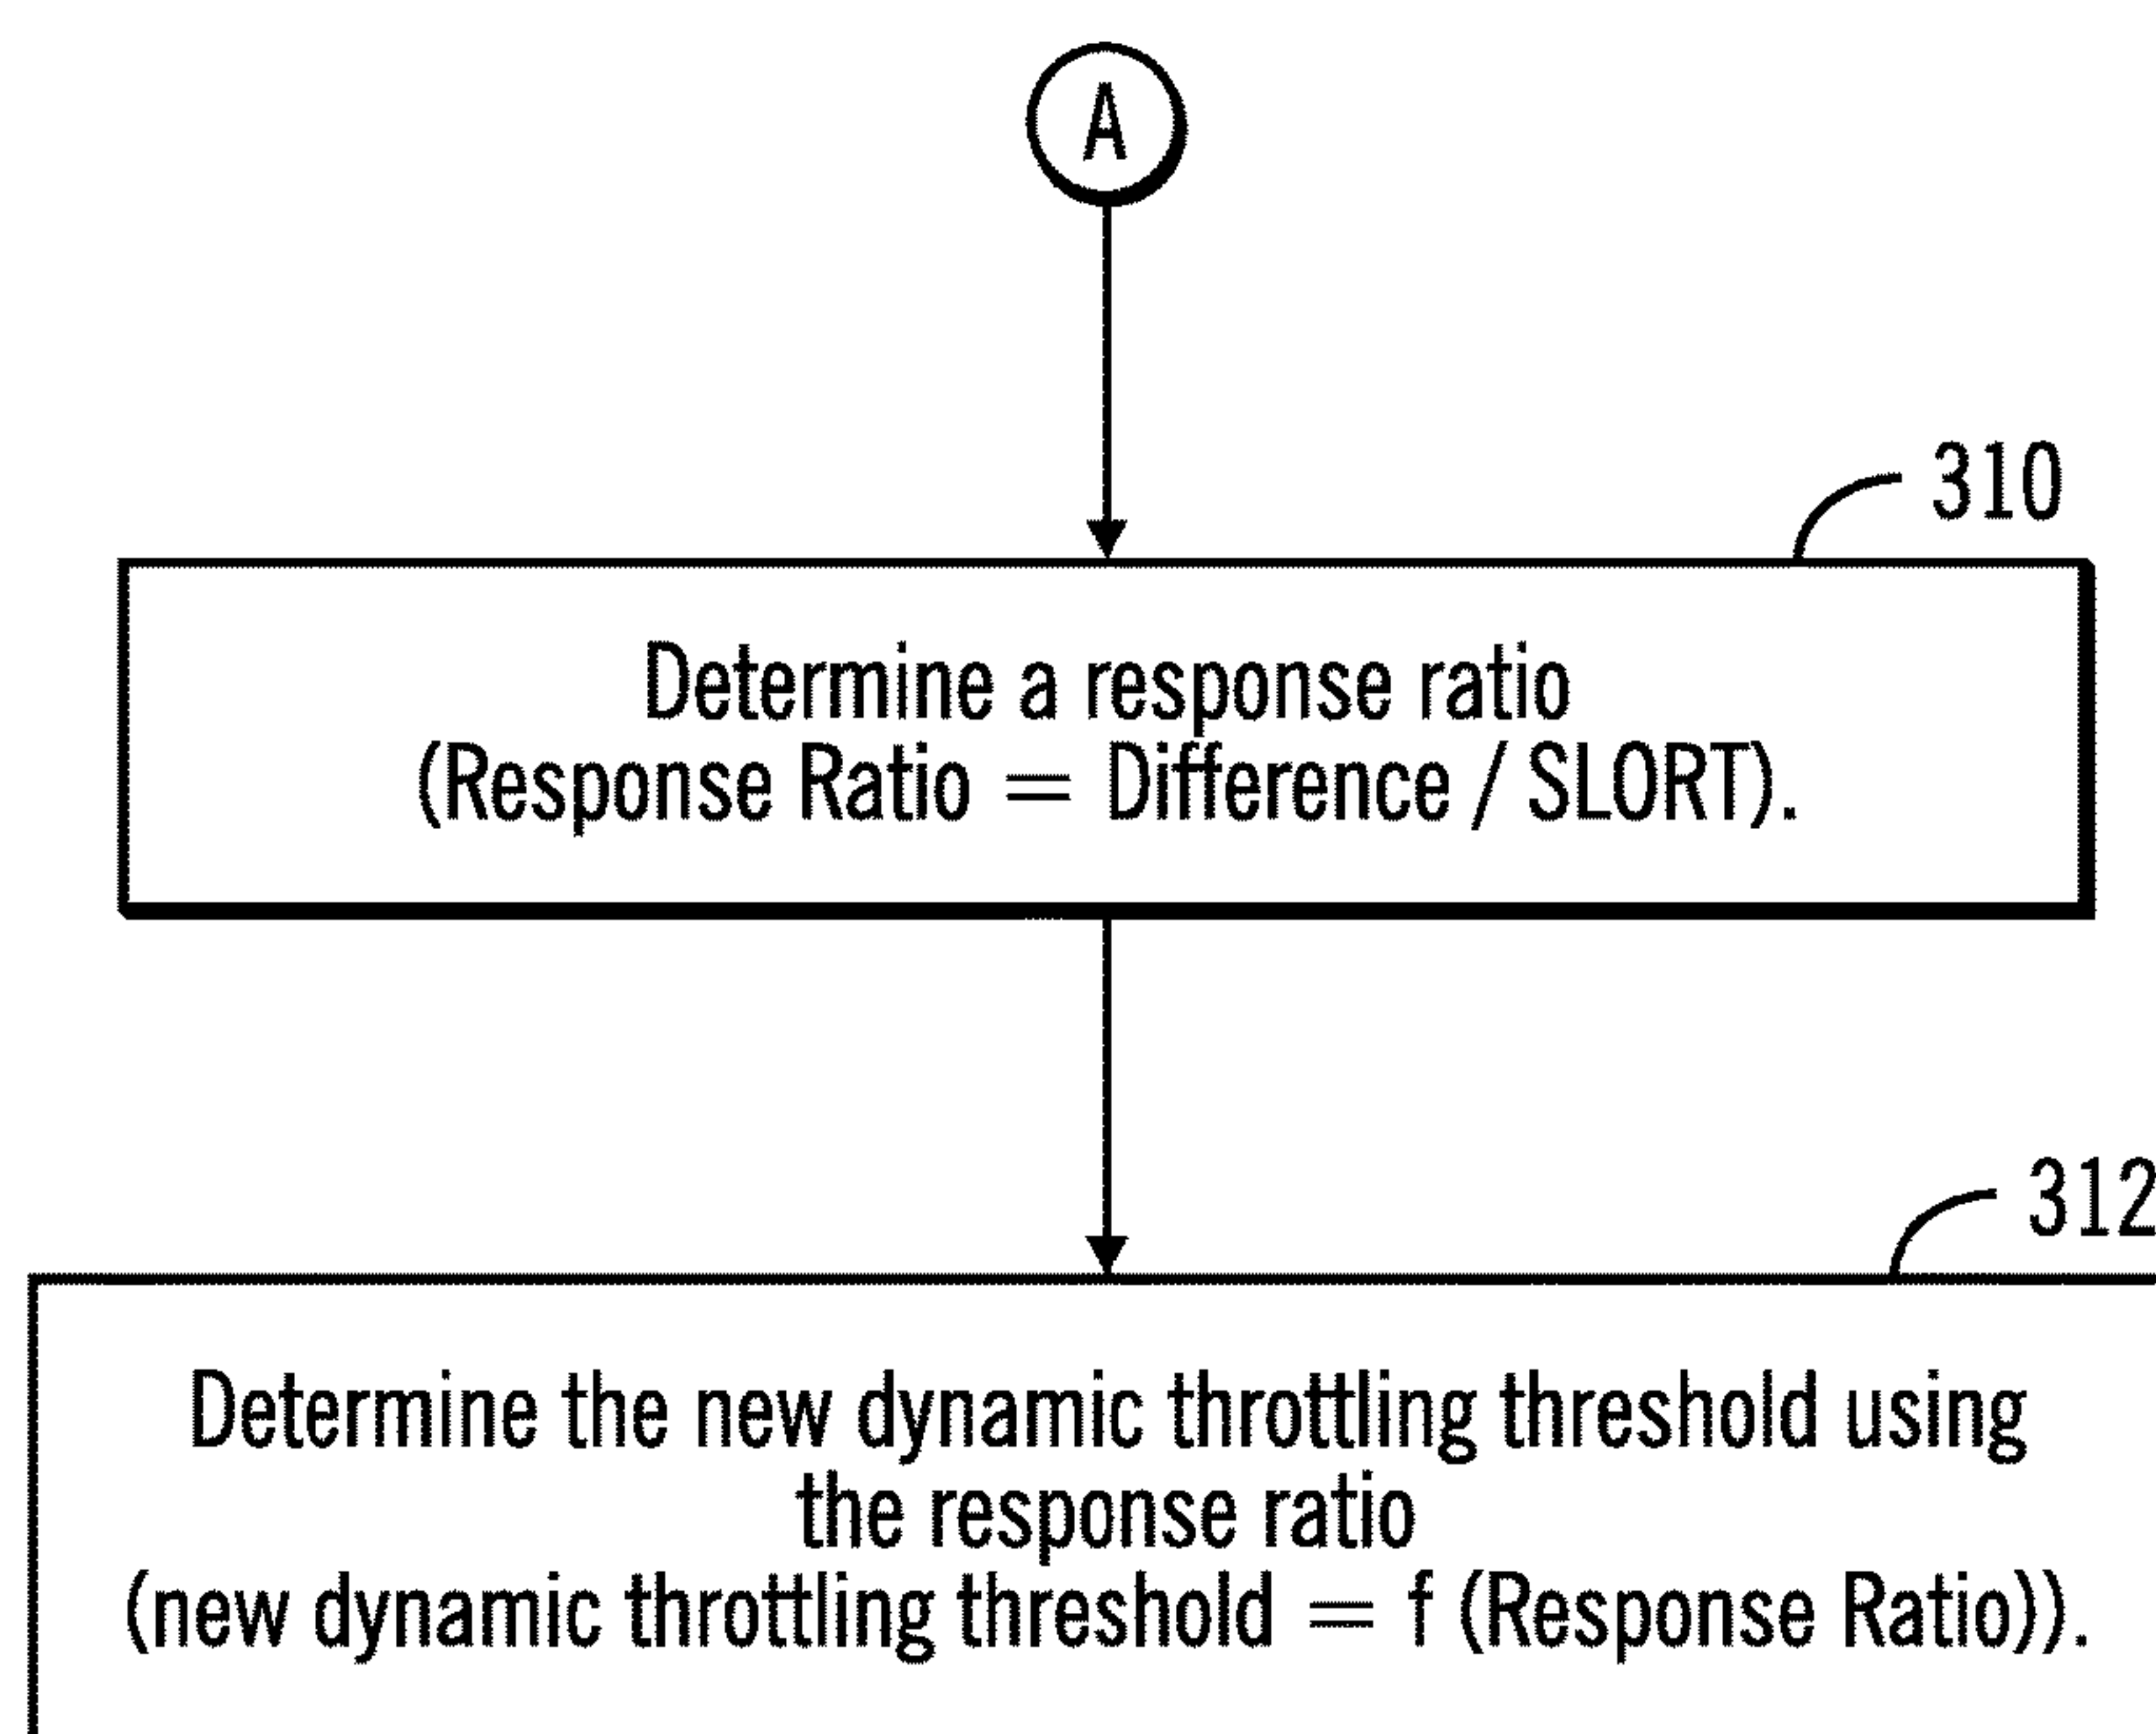 A
310
Determine a response ratio
(Response Ratio = Difference / SLORT).
312
Determine the new dynamic throttling threshold using
the response ratio
(new dynamic throttling threshold = f (Response Ratio)).